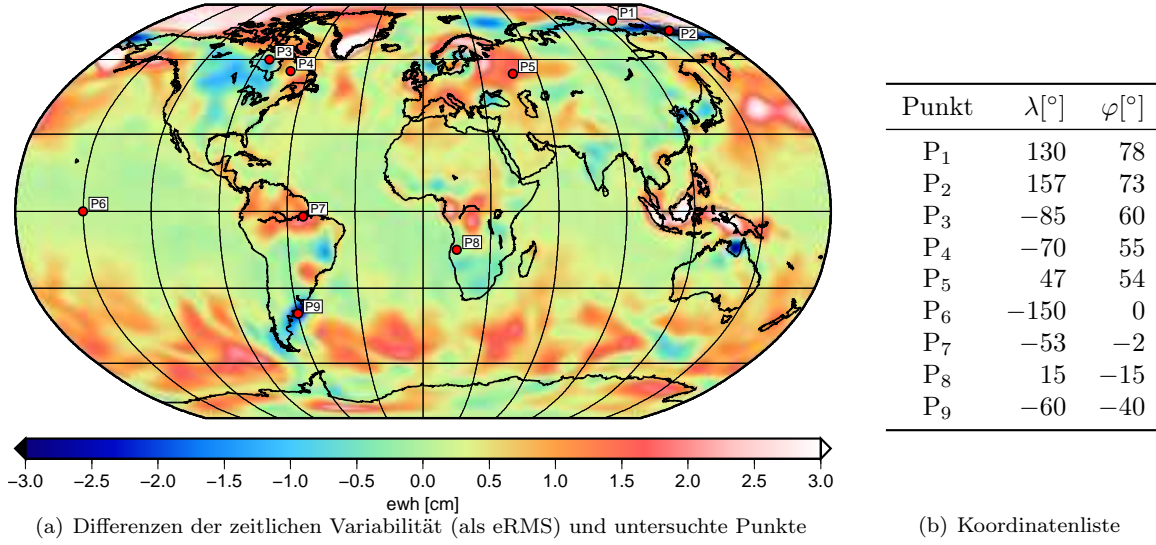 P1
P2
P3
P4
P5
P6
P7
P8
P9
−3.0 −2.5 −2.0 −1.5 −1.0 −0.5 0.0 0.5 1.0 1.5 2.0 2.5 3.0
ewh [cm]
(a) Differenzen der zeitlichen Variabilität (als eRMS) und untersuchte Punkte
Punkt λ[°] φ[°]
P₁ 130 78
P₂ 157 73
P₃ −85 60
P₄ −70 55
P₅ 47 54
P₆ −150 0
P₇ −53 −2
P₈ 15 −15
P₉ −60 −40
(b) Koordinatenliste